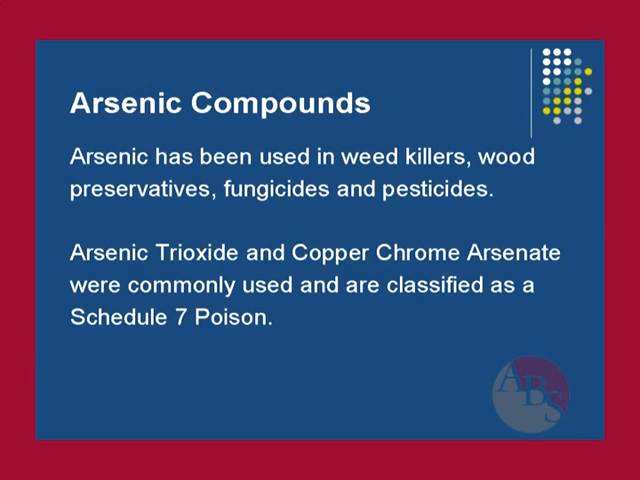 Arsenic Compounds
Arsenic has been used in weed killers, wood
preservatives, fungicides and pesticides.
Arsenic Trioxide and Copper Chrome Arsenate
were commonly used and are classified as a
Schedule 7 Poison.
ABS